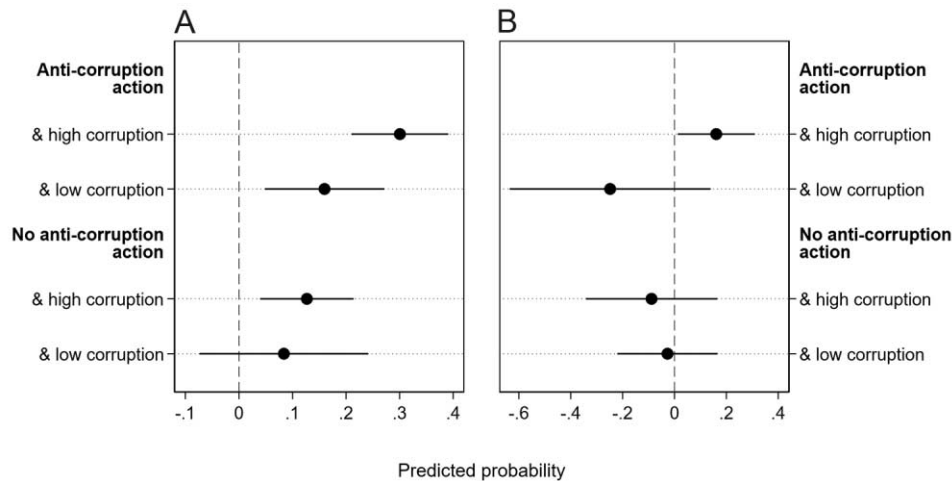 A
B
Anti-corruption
action
& high corruption
& low corruption
No anti-corruption
action
& high corruption
& low corruption
Anti-corruption
action
& high corruption
& low corruption
No anti-corruption
action
& high corruption
& low corruption
-.1 0 .1 .2 .3 .4
-.6 -.4 -.2 0 .2 .4
Predicted probability